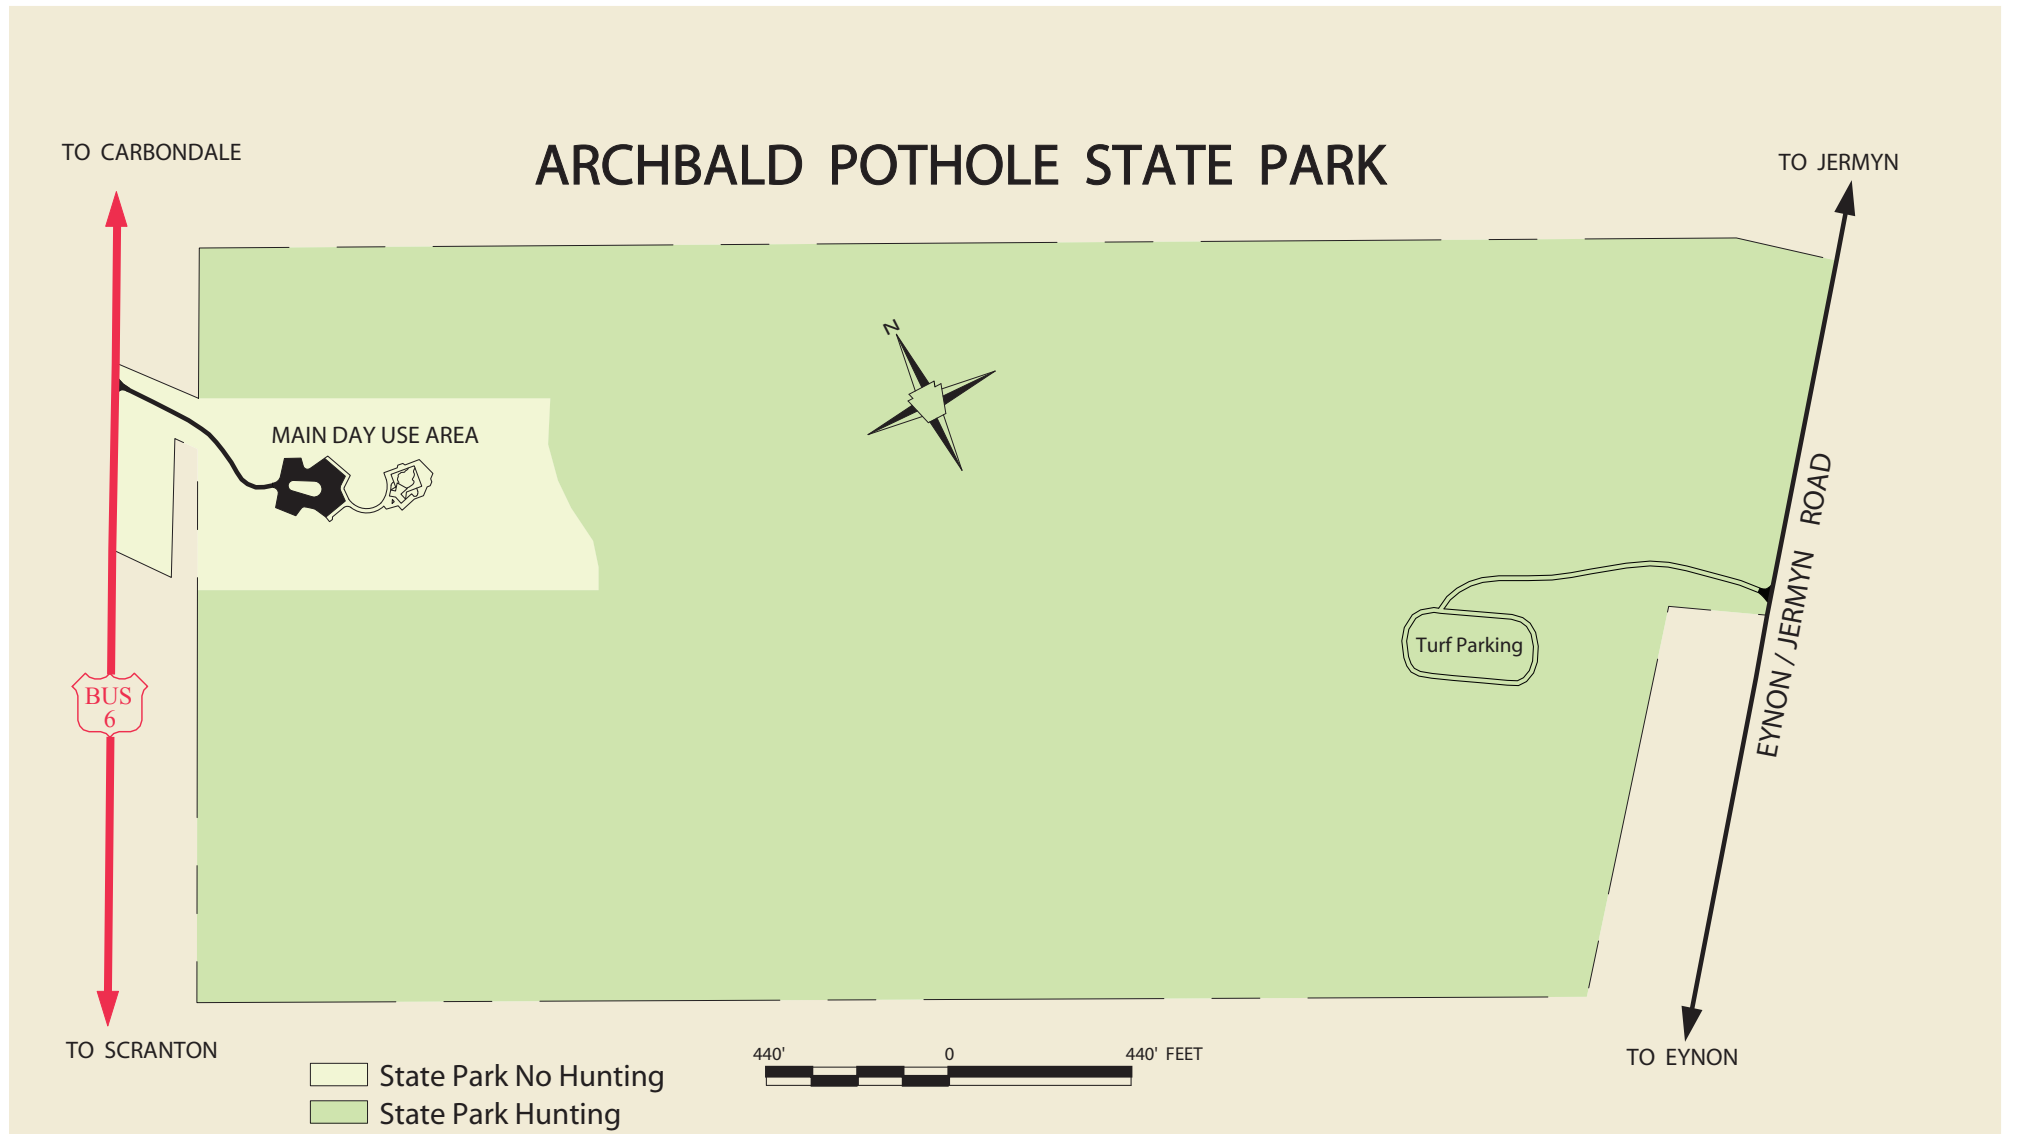 ARCHBALD POTHOLE STATE PARK
TO CARBONDALE
TO JERMYN
N
MAIN DAY USE AREA
EYNON / JERMYN ROAD
Turf Parking
BUS
6
TO SCRANTON
TO EYNON
440' 0 440' FEET
State Park No Hunting
State Park Hunting